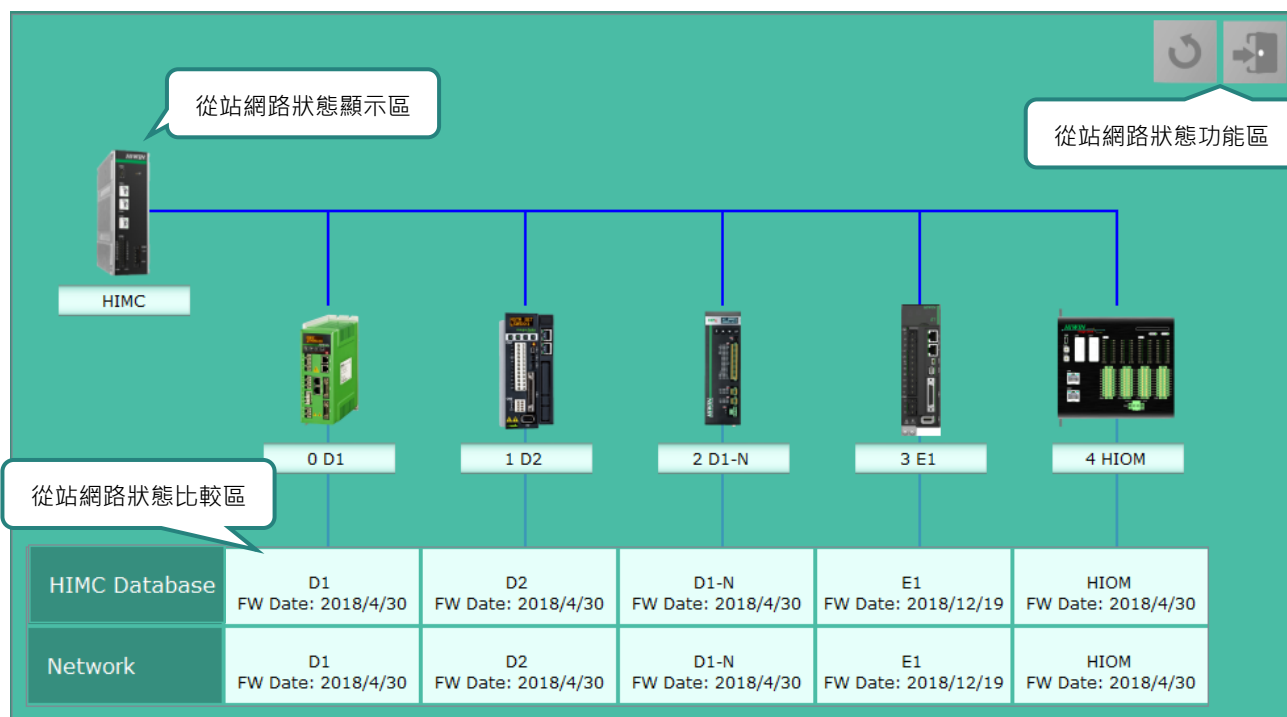 從站網路狀態顯示區
從站網路狀態功能區
HIMC
0 D1
1 D2
2 D1-N
3 E1
4 HIOM
從站網路狀態比較區
HIMC Database
D1
FW Date: 2018/4/30
D2
FW Date: 2018/4/30
D1-N
FW Date: 2018/4/30
E1
FW Date: 2018/12/19
HIOM
FW Date: 2018/4/30
Network
D1
FW Date: 2018/4/30
D2
FW Date: 2018/4/30
D1-N
FW Date: 2018/4/30
E1
FW Date: 2018/12/19
HIOM
FW Date: 2018/4/30